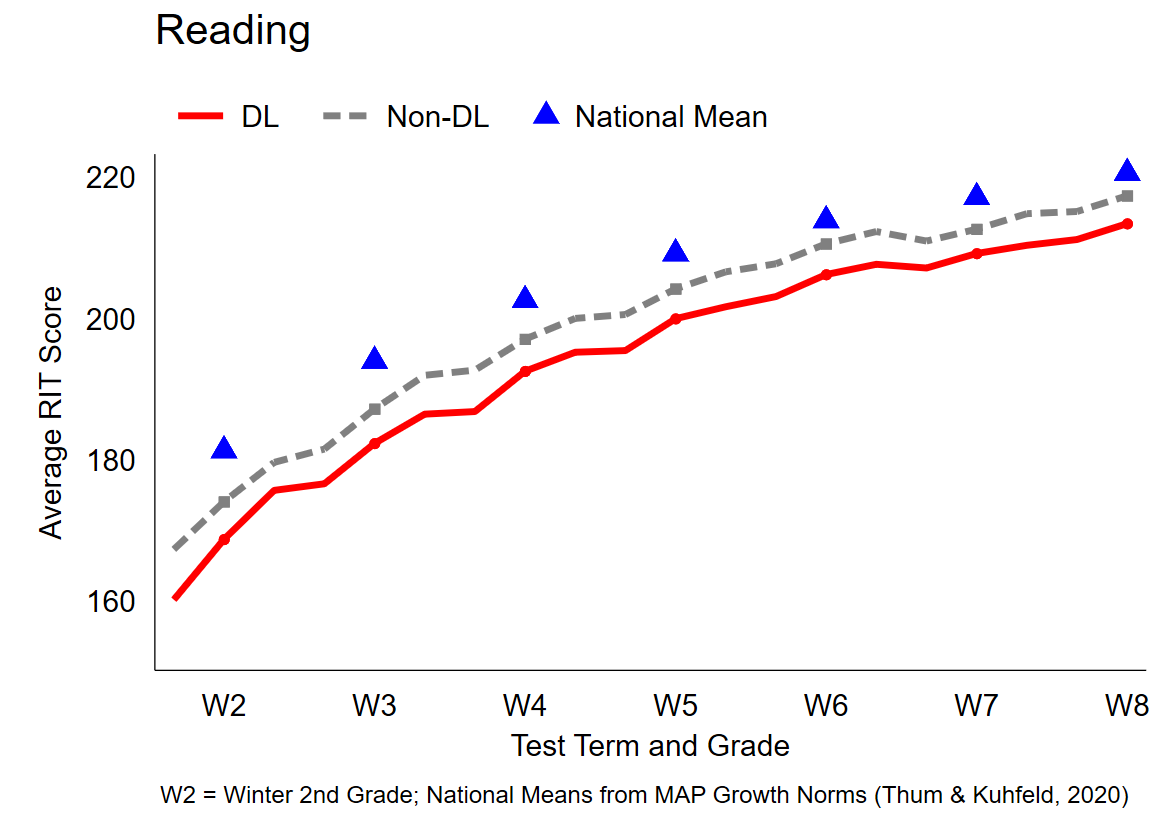 Reading
DL Non-DL National Mean
220
200
180
160
Average RIT Score
W2 W3 W4 W5 W6 W7 W8
Test Term and Grade
W2 = Winter 2nd Grade; National Means from MAP Growth Norms (Thum & Kuhfeld, 2020)